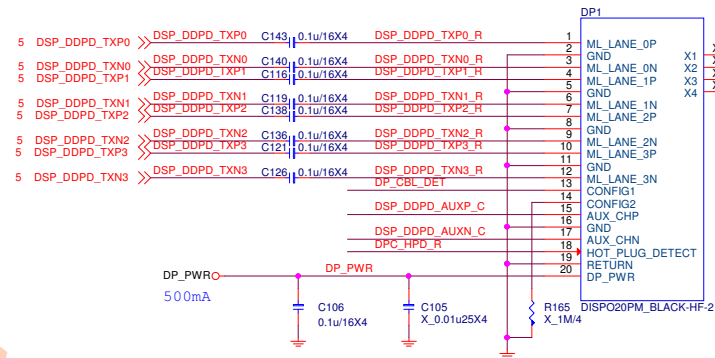 DP1
5 DSP_DDPD_TXP0 DSP_DDPD_TXP0 C143 0.1u/16X4 DSP_DDPD_TXP0_R 1 ML_LANE_0P
2 GND X1 X
5 DSP_DDPD_TXN0 DSP_DDPD_TXN0 C140 0.1u/16X4 DSP_DDPD_TXN0_R 3 ML_LANE_0N X2 X
5 DSP_DDPD_TXP1 DSP_DDPD_TXP1 C116 0.1u/16X4 DSP_DDPD_TXP1_R 4 ML_LANE_1P X3 X
5 GND X4 X
5 DSP_DDPD_TXN1 DSP_DDPD_TXN1 C119 0.1u/16X4 DSP_DDPD_TXN1_R 6 ML_LANE_1N
5 DSP_DDPD_TXP2 DSP_DDPD_TXP2 C138 0.1u/16X4 DSP_DDPD_TXP2_R 7 ML_LANE_2P
8 GND
5 DSP_DDPD_TXN2 DSP_DDPD_TXN2 C136 0.1u/16X4 DSP_DDPD_TXN2_R 9 ML_LANE_2N
5 DSP_DDPD_TXP3 DSP_DDPD_TXP3 C121 0.1u/16X4 DSP_DDPD_TXP3_R 10 ML_LANE_3P
11 GND
5 DSP_DDPD_TXN3 DSP_DDPD_TXN3 C126 0.1u/16X4 DSP_DDPD_TXN3_R 12 ML_LANE_3N
DP_CBL_DET 13 CONFIG1
14 CONFIG2
DSP_DDPD_AUXP_C 15 AUX_CHP
16 GND
DSP_DDPD_AUXN_C 17 AUX_CHN
DPC_HPD_R 18 HOT_PLUG_DETECT
19 RETURN
DP_PWR DP_PWR 20 DP_PWR
500mA
C106 C105 R165 DISPO20PM_BLACK-HF-2
0.1u/16X4 X_0.01u25X4 X_1M/4